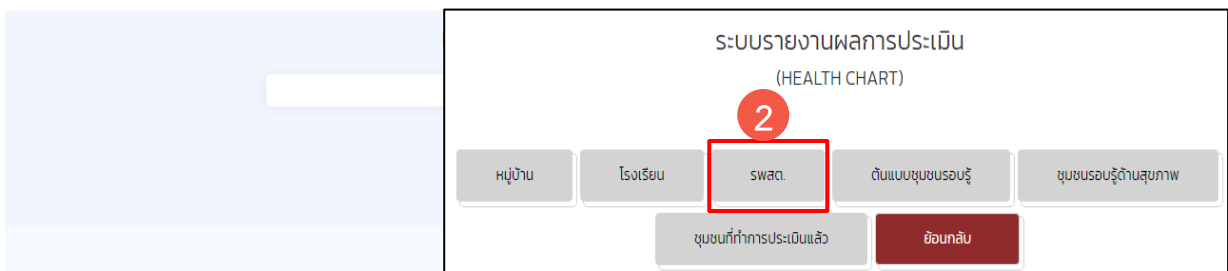 ระบบรายงานผลการประเมิน
(HEALTH CHART)
2
หมู่บ้าน โรงเรียน รพสต. ต้นแบบชุมชนรอบรู้ ชุมชนรอบรู้ด้านสุขภาพ
ชุมชนที่ทำการประเมินแล้ว ย้อนกลับ